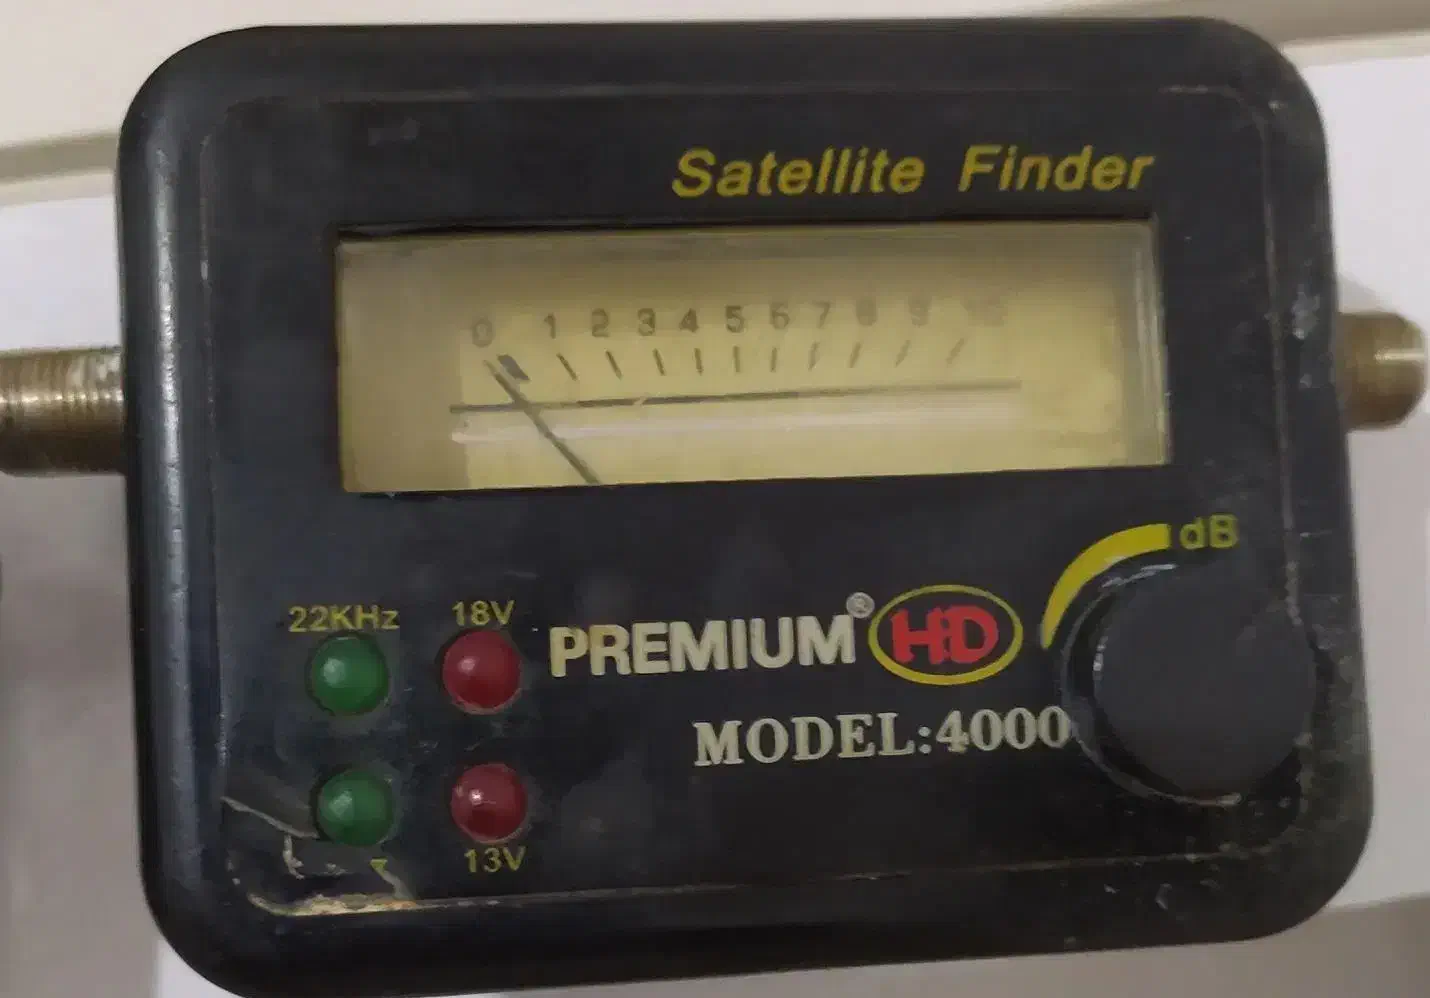 Satellite Finder
0 1 2 3 4 5 6 7 8 9 10
dB
22KHz 18V
PREMIUM® HD
MODEL:4000
13V